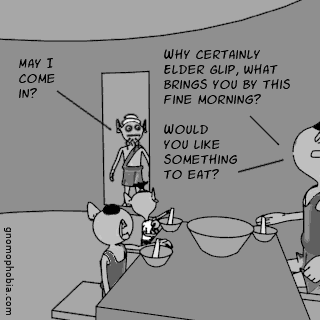 MAY I
COME
IN?
WHY CERTAINLY
ELDER GLIP, WHAT
BRINGS YOU BY THIS
FINE MORNING?
WOULD
YOU LIKE
SOMETHING
TO EAT?
gnomophobia.com